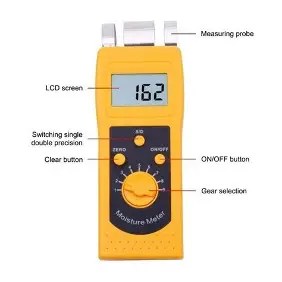 Measuring probe
LCD screen
162
Switching single
double precision
X/D
Clear button
ZERO
ON/OFF
ON/OFF button
Gear selection
Moisture Meter